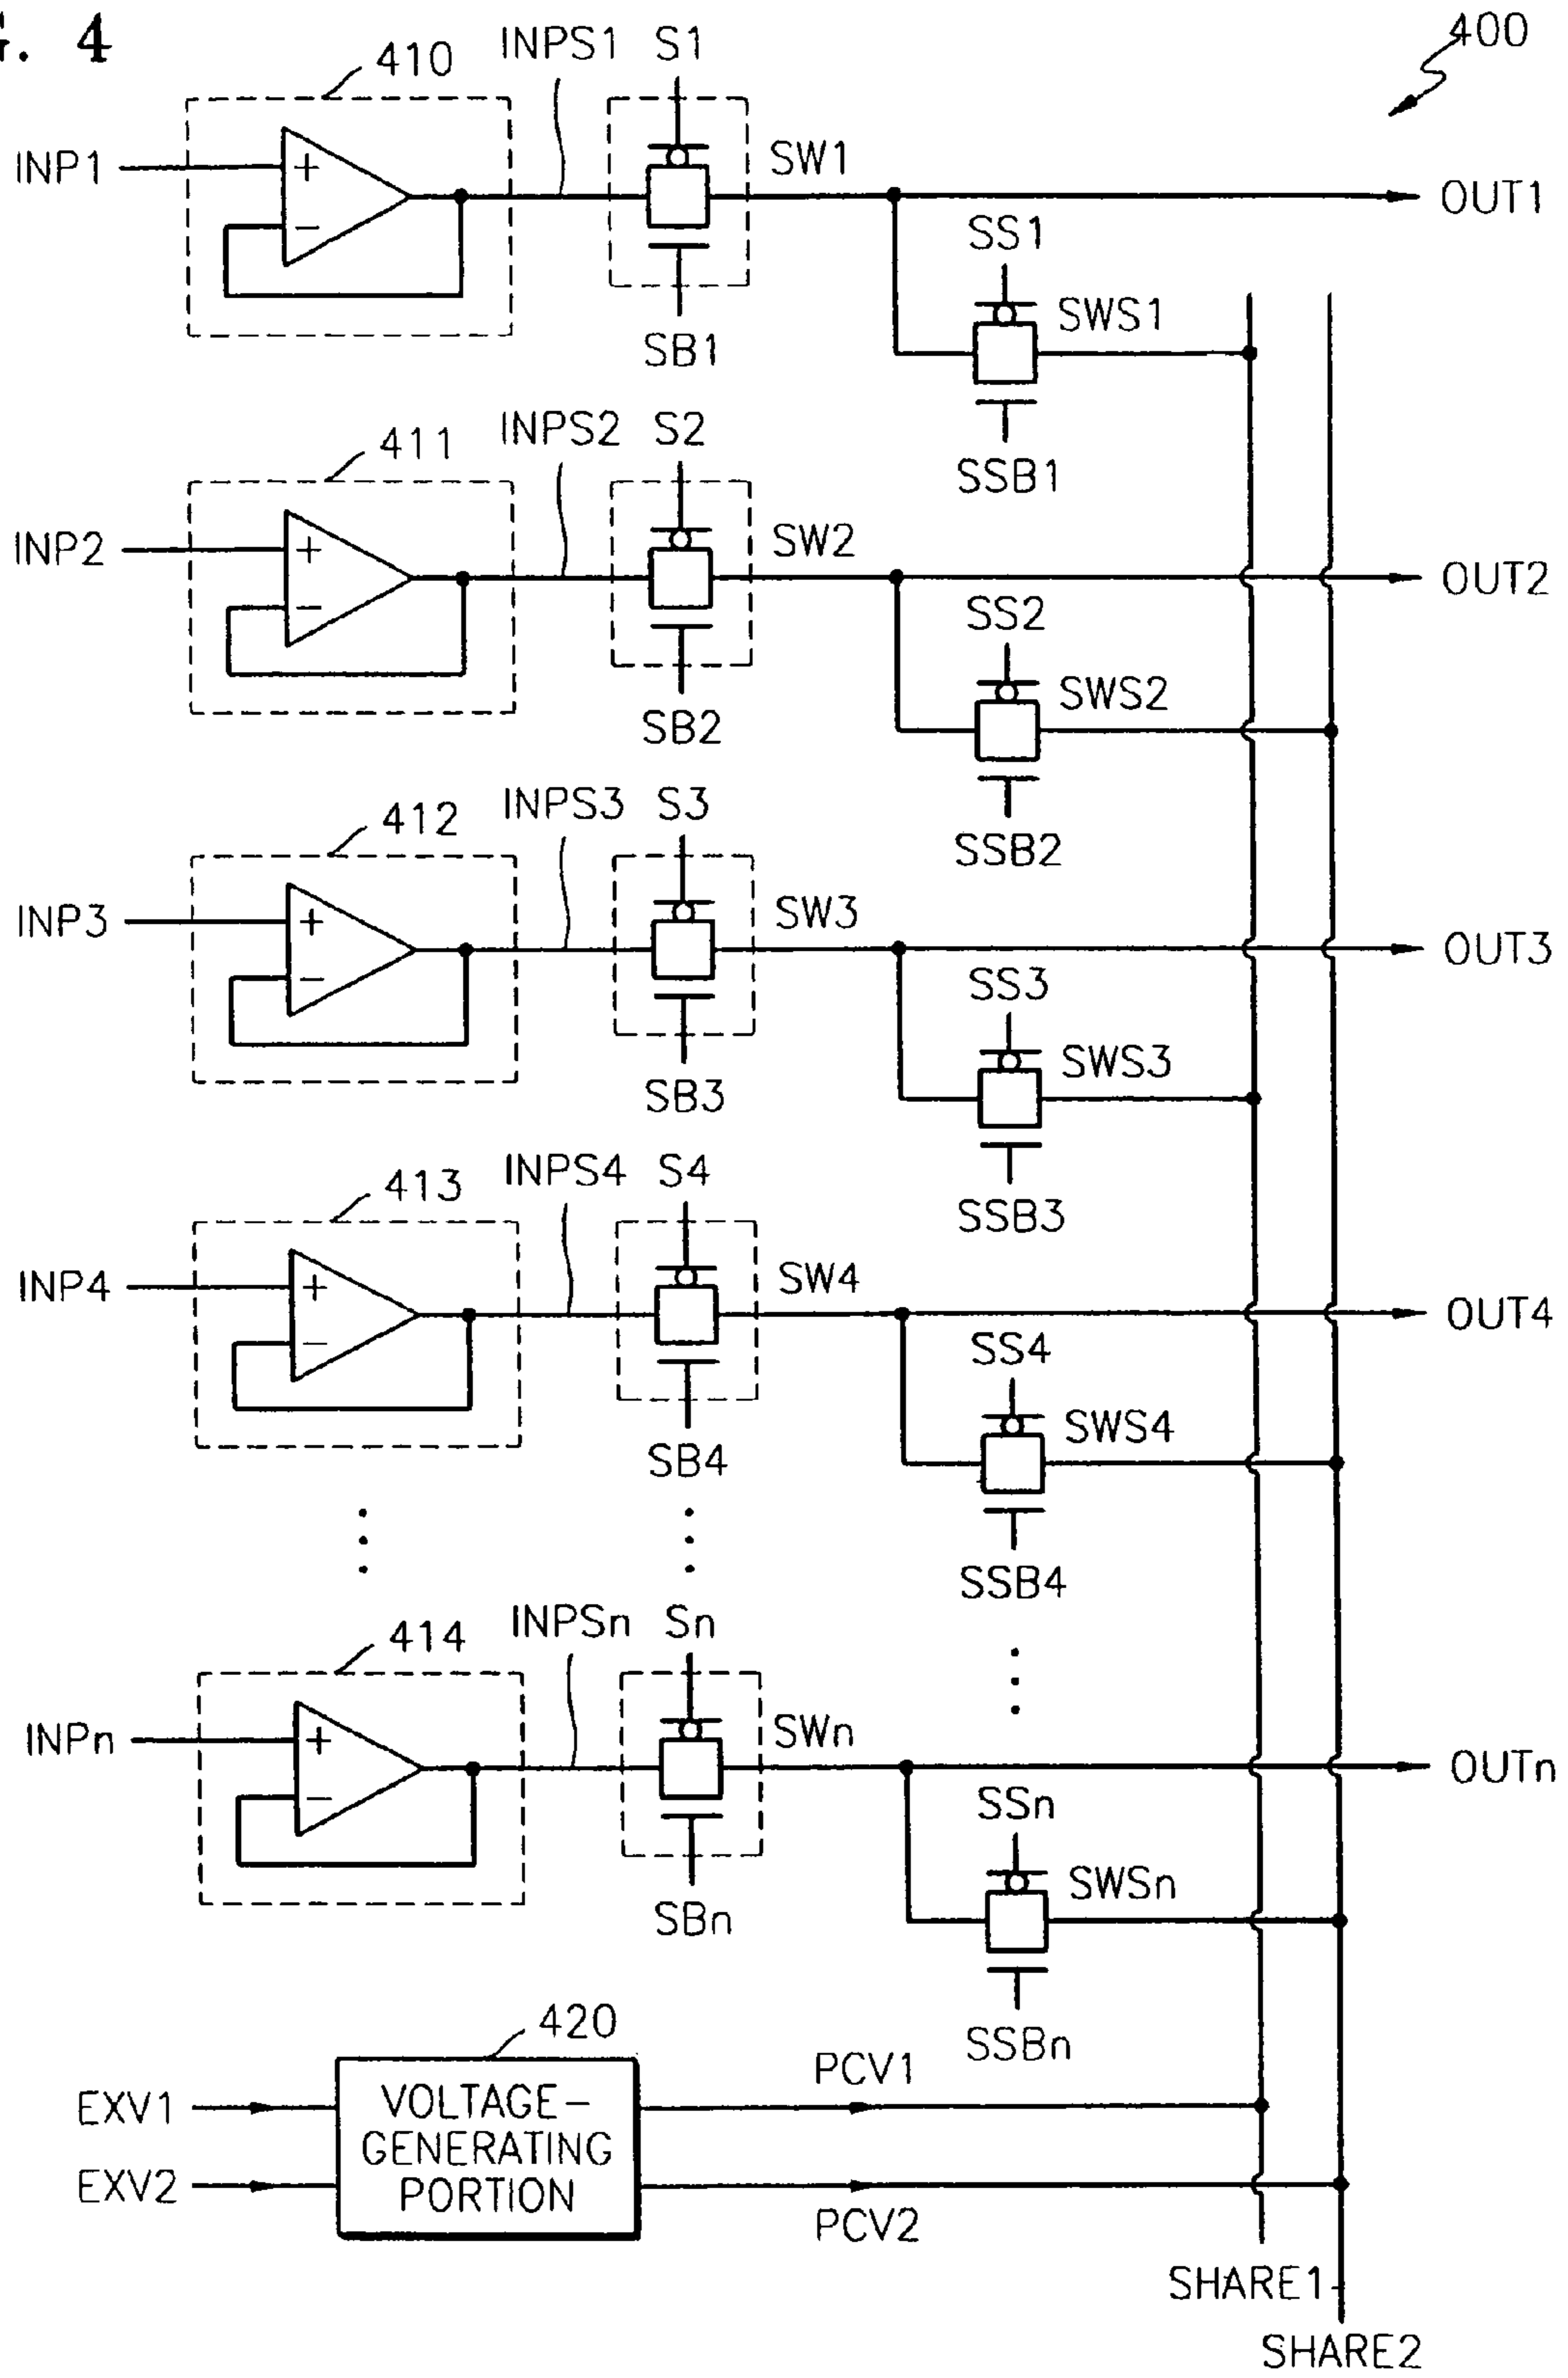 G. 4
400
410
INPS1
S1
INP1
+
−
SW1
OUT1
SB1
SS1
SWS1
SSB1
411
INPS2
S2
INP2
+
−
SW2
OUT2
SB2
SS2
SWS2
SSB2
412
INPS3
S3
INP3
+
−
SW3
OUT3
SB3
SS3
SWS3
SSB3
413
INPS4
S4
INP4
+
−
SW4
OUT4
SB4
SS4
SWS4
SSB4
414
INPSn
Sn
INPn
+
−
SWn
OUTn
SBn
SSn
SWSn
SSBn
420
EXV1
EXV2
VOLTAGE−
GENERATING
PORTION
PCV1
PCV2
SHARE1
SHARE2